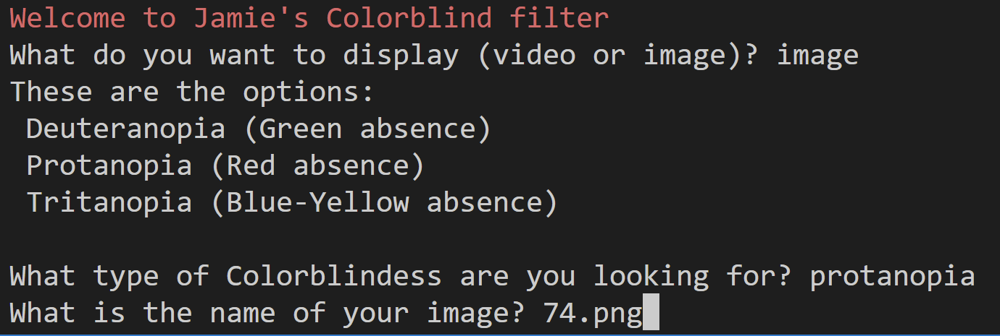 Welcome to Jamie's Colorblind filter
What do you want to display (video or image)? image
These are the options:
Deuteranopia (Green absence)
Protanopia (Red absence)
Tritanopia (Blue-Yellow absence)
What type of Colorblindess are you looking for? protanopia
What is the name of your image? 74.png